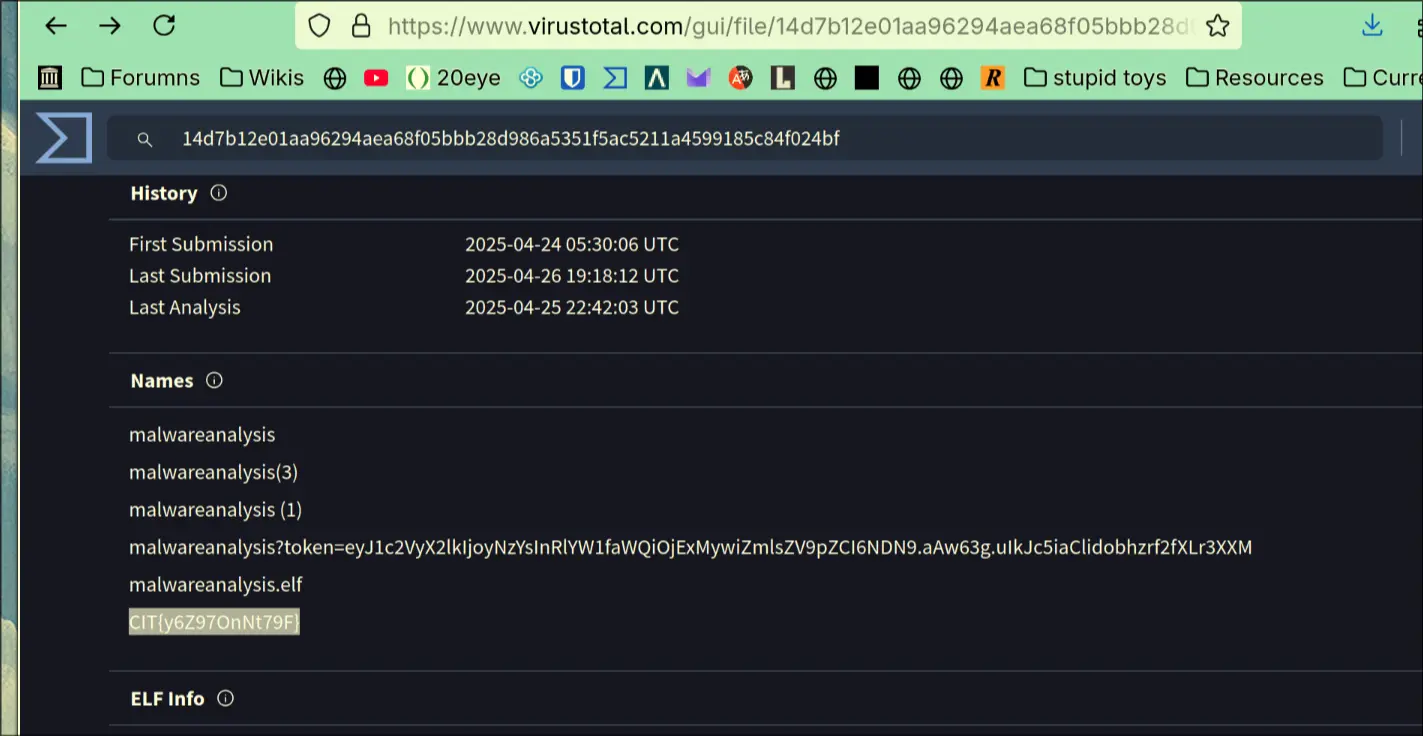 https://www.virustotal.com/gui/file/14d7b12e01aa96294aea68f05bbb28d
Forumns Wikis 20eye stupid toys Resources Curre
14d7b12e01aa96294aea68f05bbb28d986a5351f5ac5211a4599185c84f024bf
History
First Submission 2025-04-24 05:30:06 UTC
Last Submission 2025-04-26 19:18:12 UTC
Last Analysis 2025-04-25 22:42:03 UTC
Names
malwareanalysis
malwareanalysis(3)
malwareanalysis (1)
malwareanalysis?token=eyJ1c2VyX2lkIjoyNzYsInRlYW1faWQiOjExMywiZmlsZV9pZCI6NDN9.aAw63g.uIkJc5iaClidobhzrf2fXLr3XXM
malwareanalysis.elf
CIT{y6Z97OnNt79F}
ELF Info